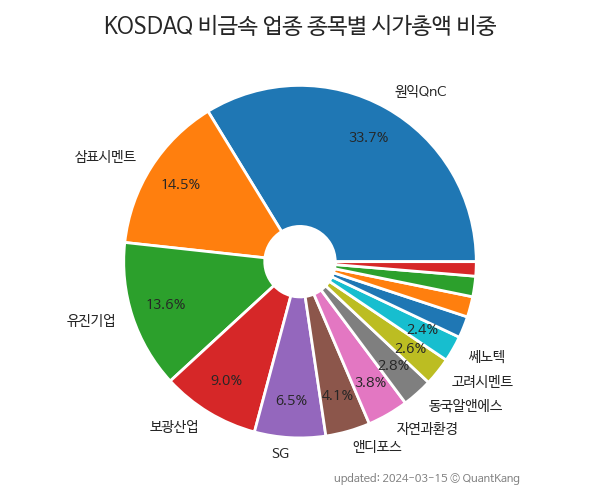 KOSDAQ 비금속 업종 종목별 시가총액 비중
원익QnC
33.7%
삼표시멘트
14.5%
유진기업
13.6%
보광산업
9.0%
SG
6.5%
앤디포스
4.1%
자연과환경
3.8%
동국알앤에스
2.8%
고려시멘트
2.6%
쎄노텍
2.4%
updated: 2024-03-15 © QuantKang